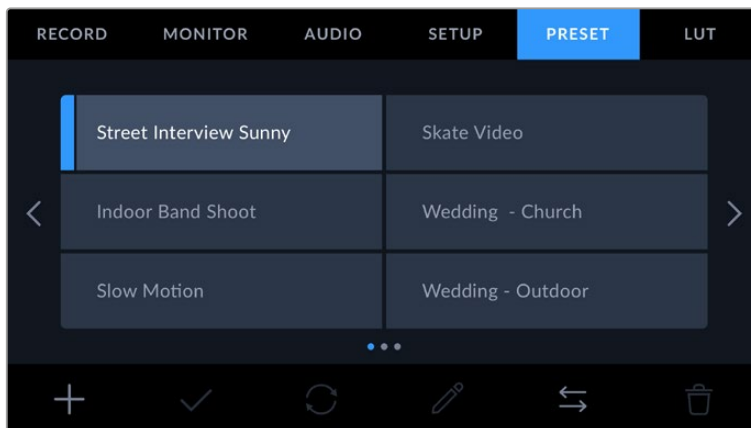 RECORD MONITOR AUDIO SETUP PRESET LUT
Street Interview Sunny
Skate Video
Indoor Band Shoot
Wedding - Church
Slow Motion
Wedding - Outdoor